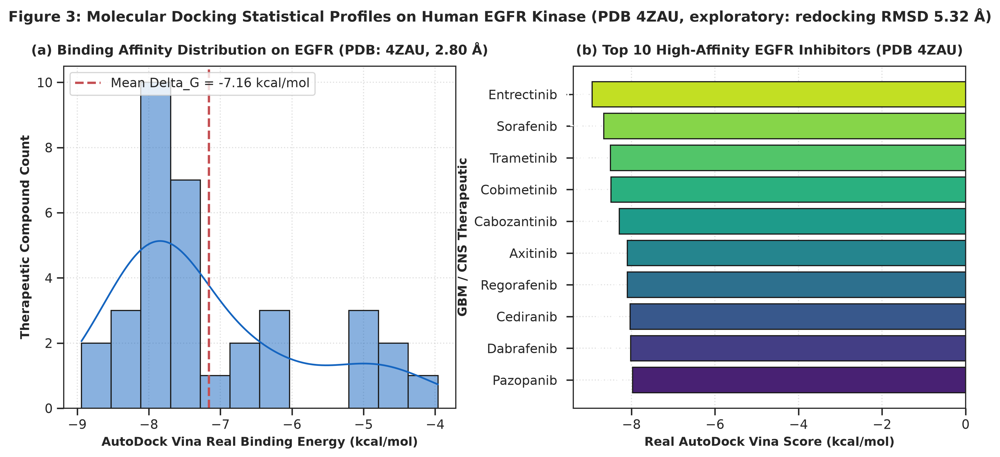 Figure 3: Molecular Docking Statistical Profiles on Human EGFR Kinase (PDB 4ZAU, exploratory: redocking RMSD 5.32 Å)
(a) Binding Affinity Distribution on EGFR (PDB: 4ZAU, 2.80 Å)
Mean Delta_G = -7.16 kcal/mol
Therapeutic Compound Count
10
8
6
4
2
0
−9 −8 −7 −6 −5 −4
AutoDock Vina Real Binding Energy (kcal/mol)
(b) Top 10 High-Affinity EGFR Inhibitors (PDB 4ZAU)
GBM / CNS Therapeutic
Entrectinib
Sorafenib
Trametinib
Cobimetinib
Cabozantinib
Axitinib
Regorafenib
Cediranib
Dabrafenib
Pazopanib
−8 −6 −4 −2 0
Real AutoDock Vina Score (kcal/mol)